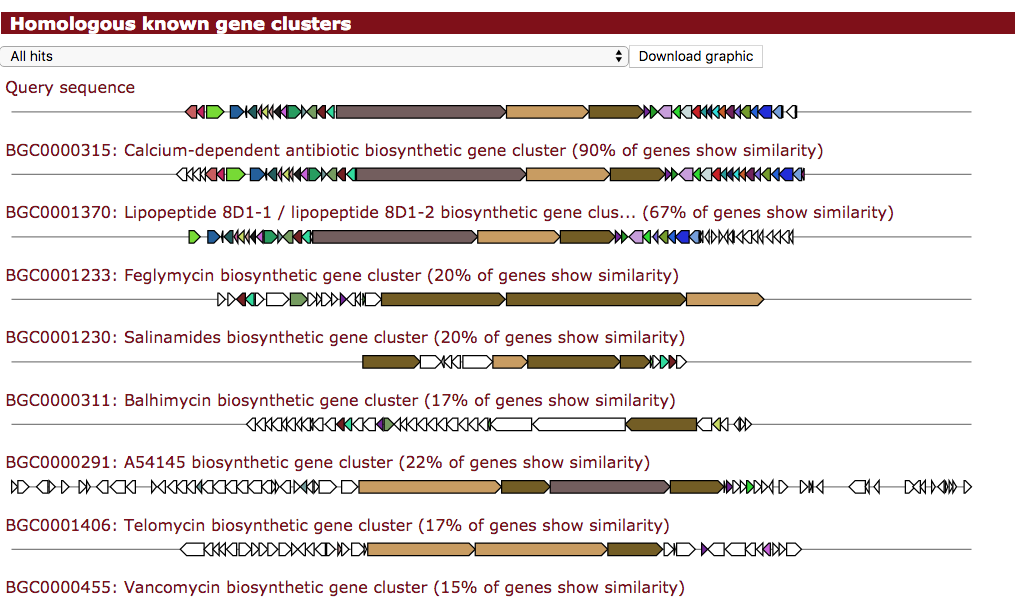 Homologous known gene clusters
All hits Download graphic
Query sequence
BGC0000315: Calcium-dependent antibiotic biosynthetic gene cluster (90% of genes show similarity)
BGC0001370: Lipopeptide 8D1-1 / lipopeptide 8D1-2 biosynthetic gene clus... (67% of genes show similarity)
BGC0001233: Feglymycin biosynthetic gene cluster (20% of genes show similarity)
BGC0001230: Salinamides biosynthetic gene cluster (20% of genes show similarity)
BGC0000311: Balhimycin biosynthetic gene cluster (17% of genes show similarity)
BGC0000291: A54145 biosynthetic gene cluster (22% of genes show similarity)
BGC0001406: Telomycin biosynthetic gene cluster (17% of genes show similarity)
BGC0000455: Vancomycin biosynthetic gene cluster (15% of genes show similarity)